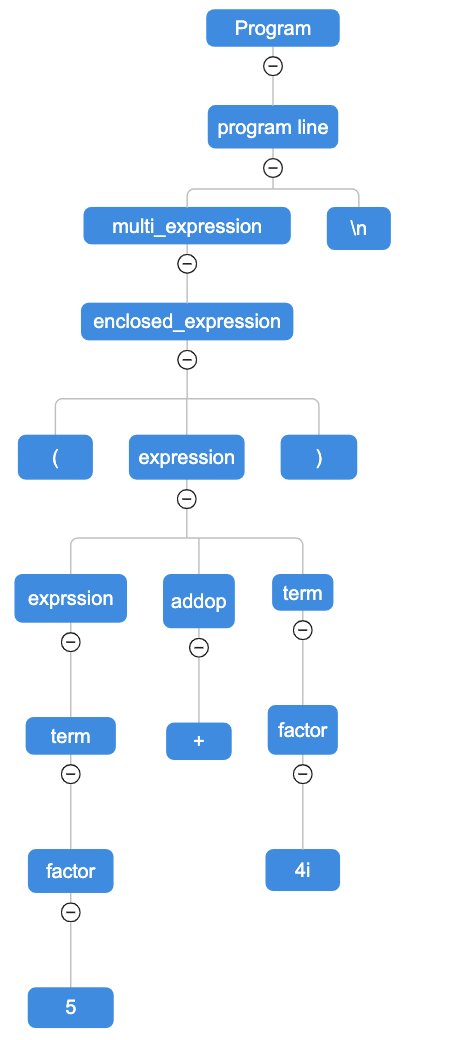 Program
program line
multi_expression
\n
enclosed_expression
(
expression
)
exprssion
addop
term
term
+
factor
factor
4i
5